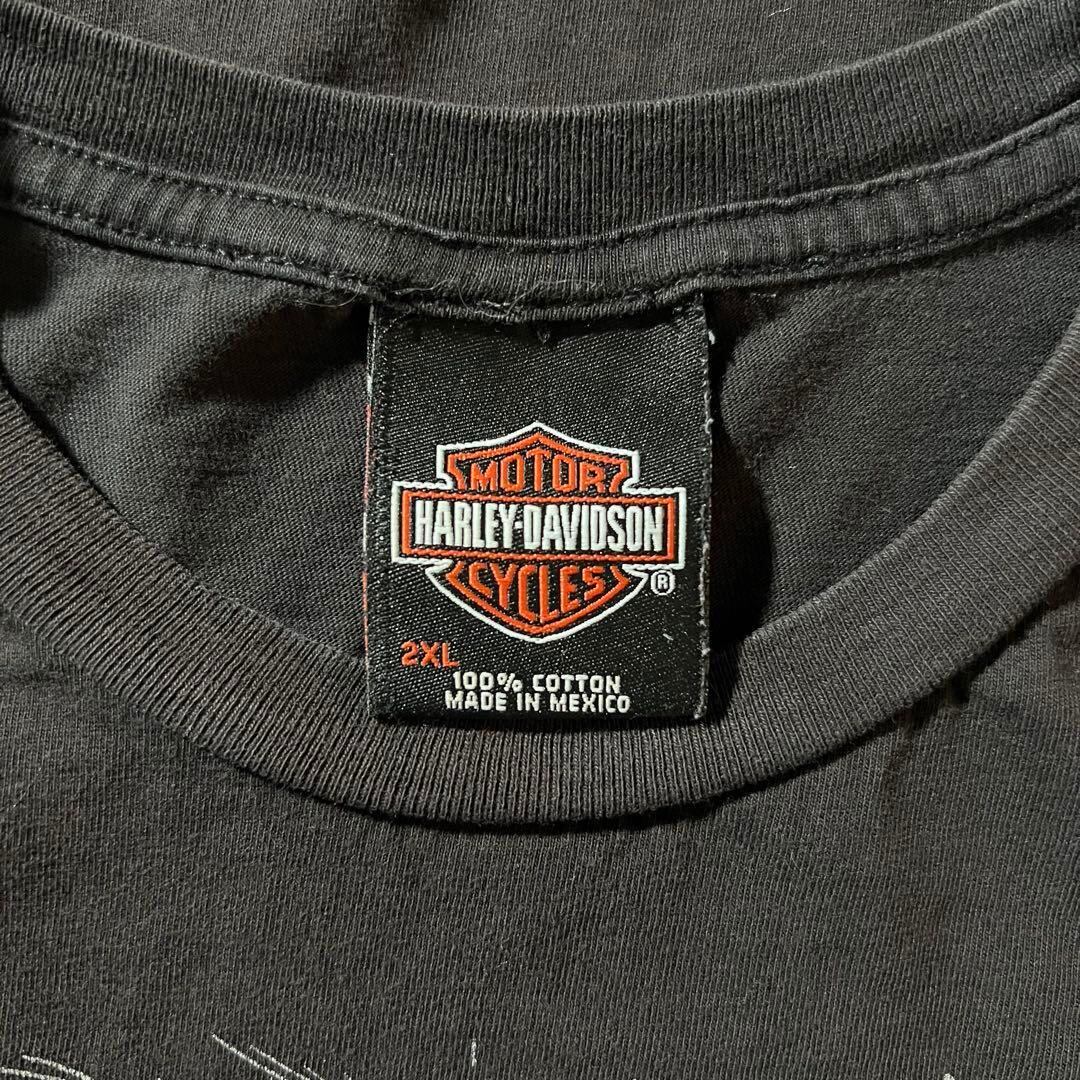 MOTOR
HARLEY-DAVIDSON
CYCLES
®
2XL
100% COTTON
MADE IN MEXICO